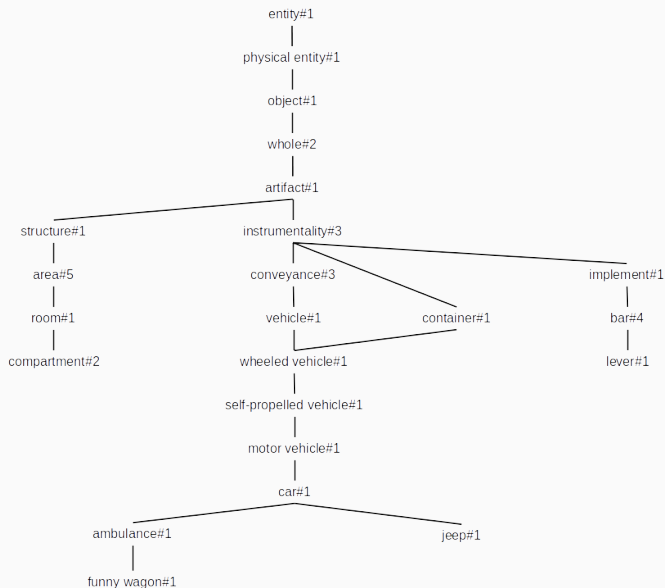 entity#1
physical entity#1
object#1
whole#2
artifact#1
structure#1 instrumentality#3
area#5 conveyance#3 implement#1
room#1 vehicle#1 container#1 bar#4
compartment#2 wheeled vehicle#1 lever#1
self-propelled vehicle#1
motor vehicle#1
car#1
ambulance#1 jeep#1
funny wagon#1